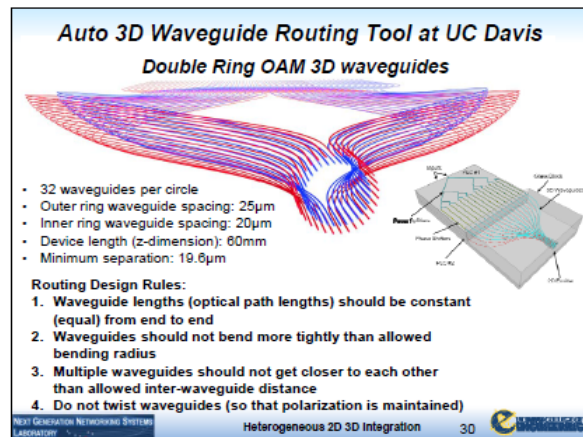 Auto 3D Waveguide Routing Tool at UC Davis
Double Ring OAM 3D waveguides
• 32 waveguides per circle
• Outer ring waveguide spacing: 25µm
• Inner ring waveguide spacing: 20µm
• Device length (z-dimension): 60mm
• Minimum separation: 19.6µm
Phase Shifters
PLC #2
Routing Design Rules:
1. Waveguide lengths (optical path lengths) should be constant
(equal) from end to end
2. Waveguides should not bend more tightly than allowed
bending radius
3. Multiple waveguides should not get closer to each other
than allowed inter-waveguide distance
4. Do not twist waveguides (so that polarization is maintained)
NEXT GENERATION NETWORKING SYSTEMS
LABORATORY
Heterogeneous 2D 3D Integration
30